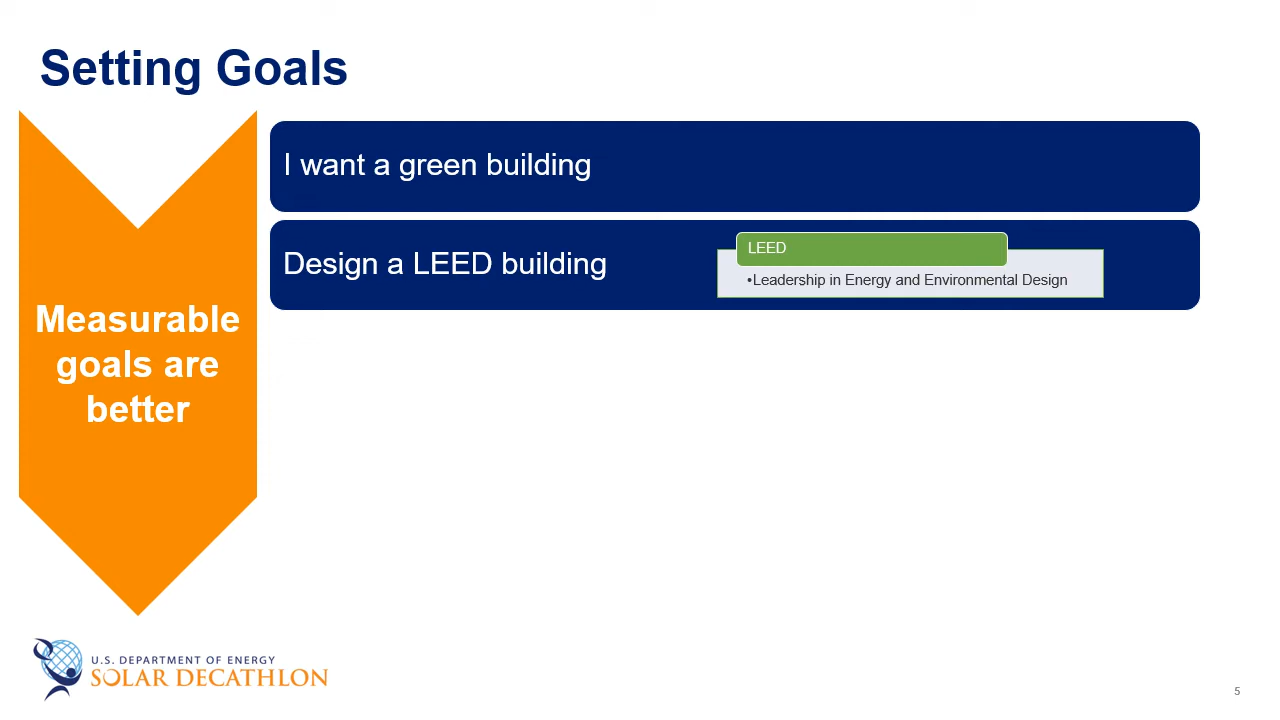 Setting Goals
I want a green building
Design a LEED building
LEED
•Leadership in Energy and Environmental Design
Measurable
goals are
better
U.S. DEPARTMENT OF ENERGY
SOLAR DECATHLON
5